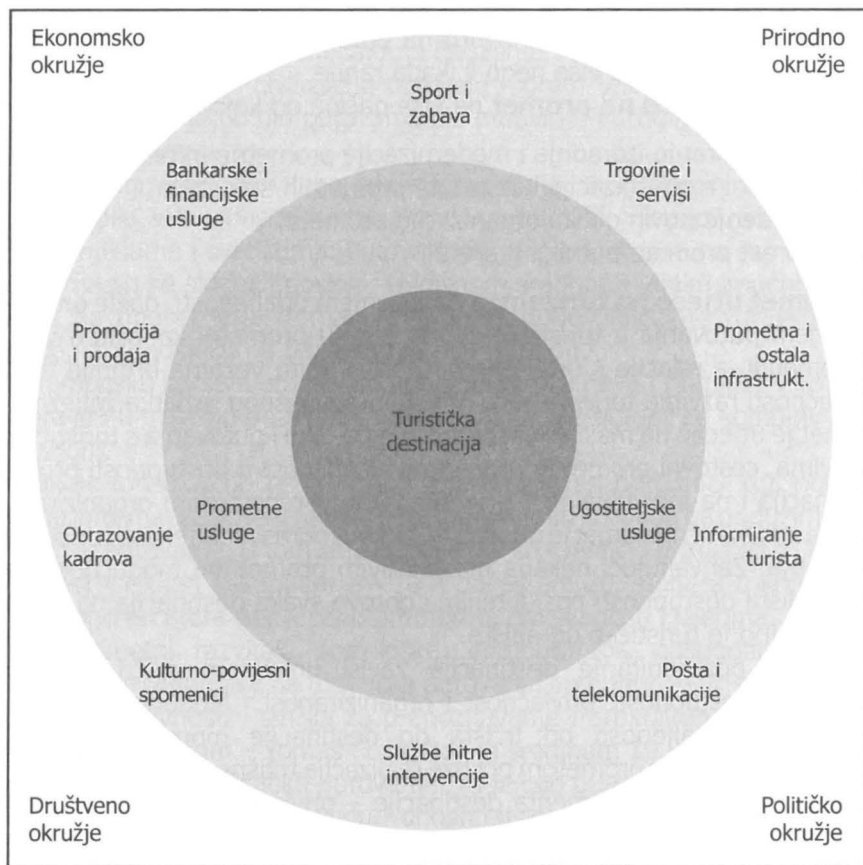 Ekonomsko
okružje
Prirodno
okružje
Sport i
zabava
Bankarske i
financijske
usluge
Trgovine i
servisi
Promocija
i prodaja
Prometna i
ostala
infrastrukt.
Turistička
destinacija
Prometne
usluge
Ugostiteljske
usluge
Obrazovanje
kadrova
Informiranje
turista
Kulturno-povijesni
spomenici
Pošta i
telekomunikacije
Službe hitne
intervencije
Društveno
okružje
Političko
okružje